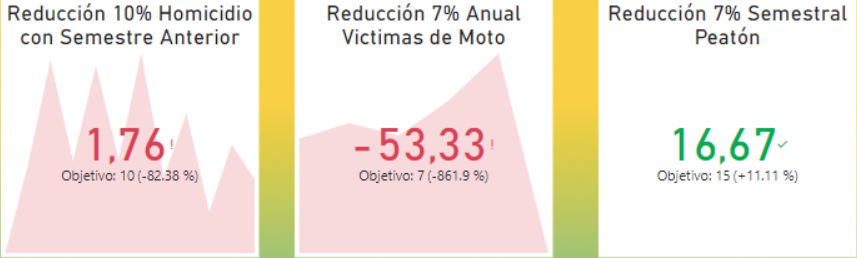 Reducción 10% Homicidio
con Semestre Anterior
1,76!
Objetivo: 10 (-82.38 %)
Reducción 7% Anual
Victimas de Moto
-53,33!
Objetivo: 7 (-861.9 %)
Reducción 7% Semestral
Peatón
16,67✓
Objetivo: 15 (+11.11 %)